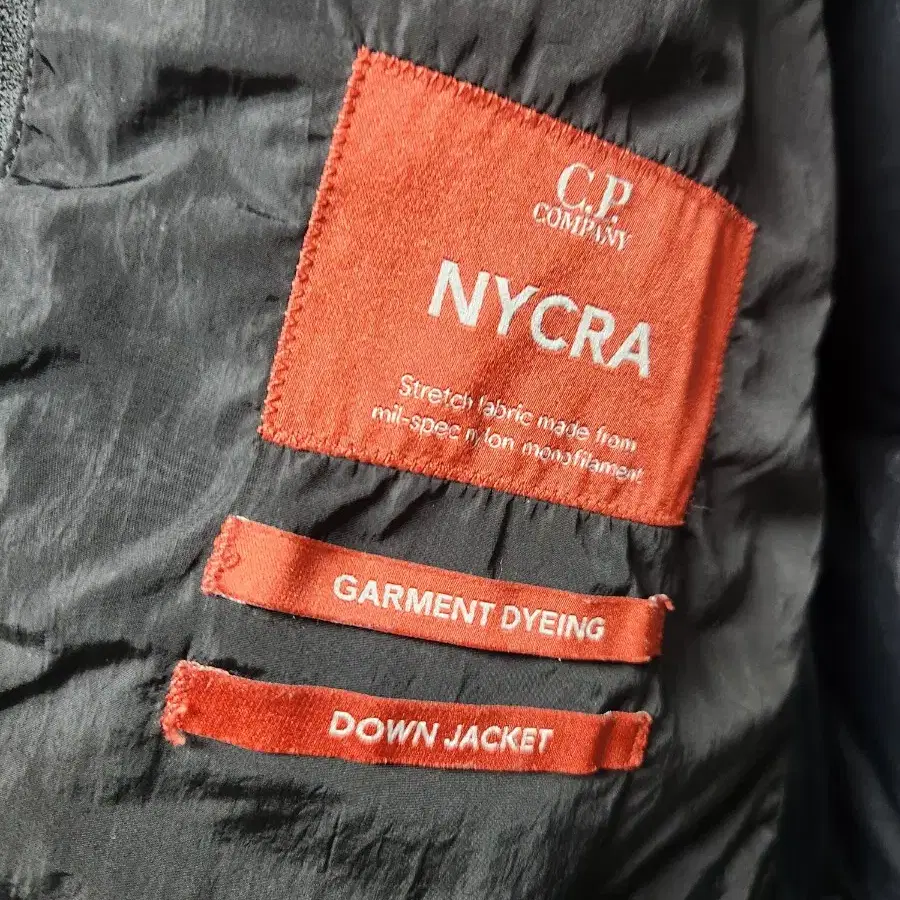 C.P.
COMPANY
NYCRA
Stretch fabric made from
mil-spec nylon monofilament
GARMENT DYEING
DOWN JACKET